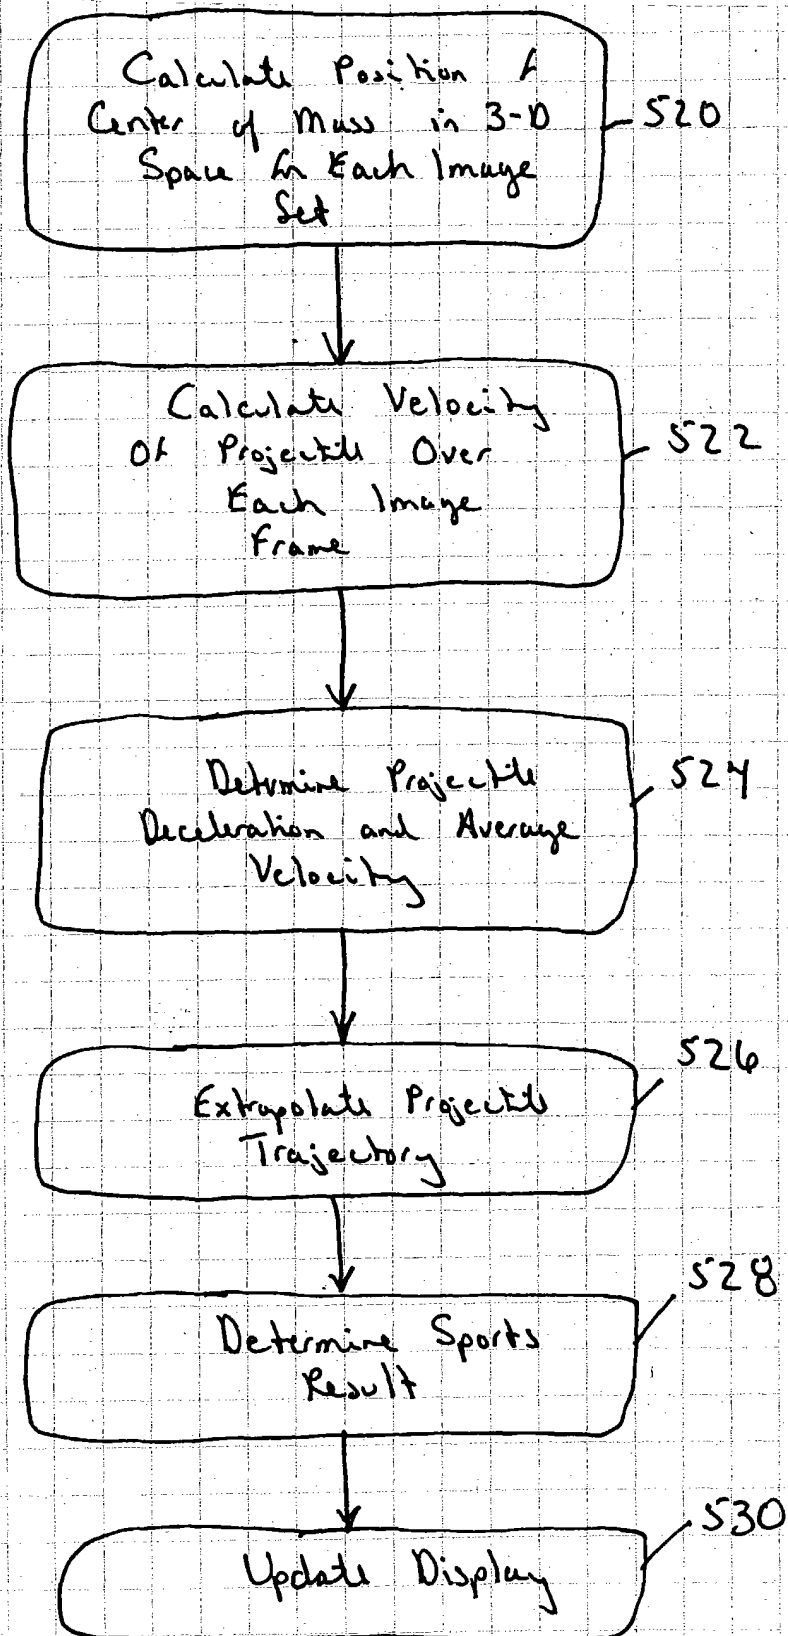 Calculate Position of
Center of Mass in 3-D
Space for Each Image
Set
520
Calculate Velocity
Of Projectile Over
Each Image
Frame
522
Determine Projectile
Deceleration and Average
Velocity
524
Extrapolate Projectile
Trajectory
526
Determine Sports
Result
528
Update Display
530